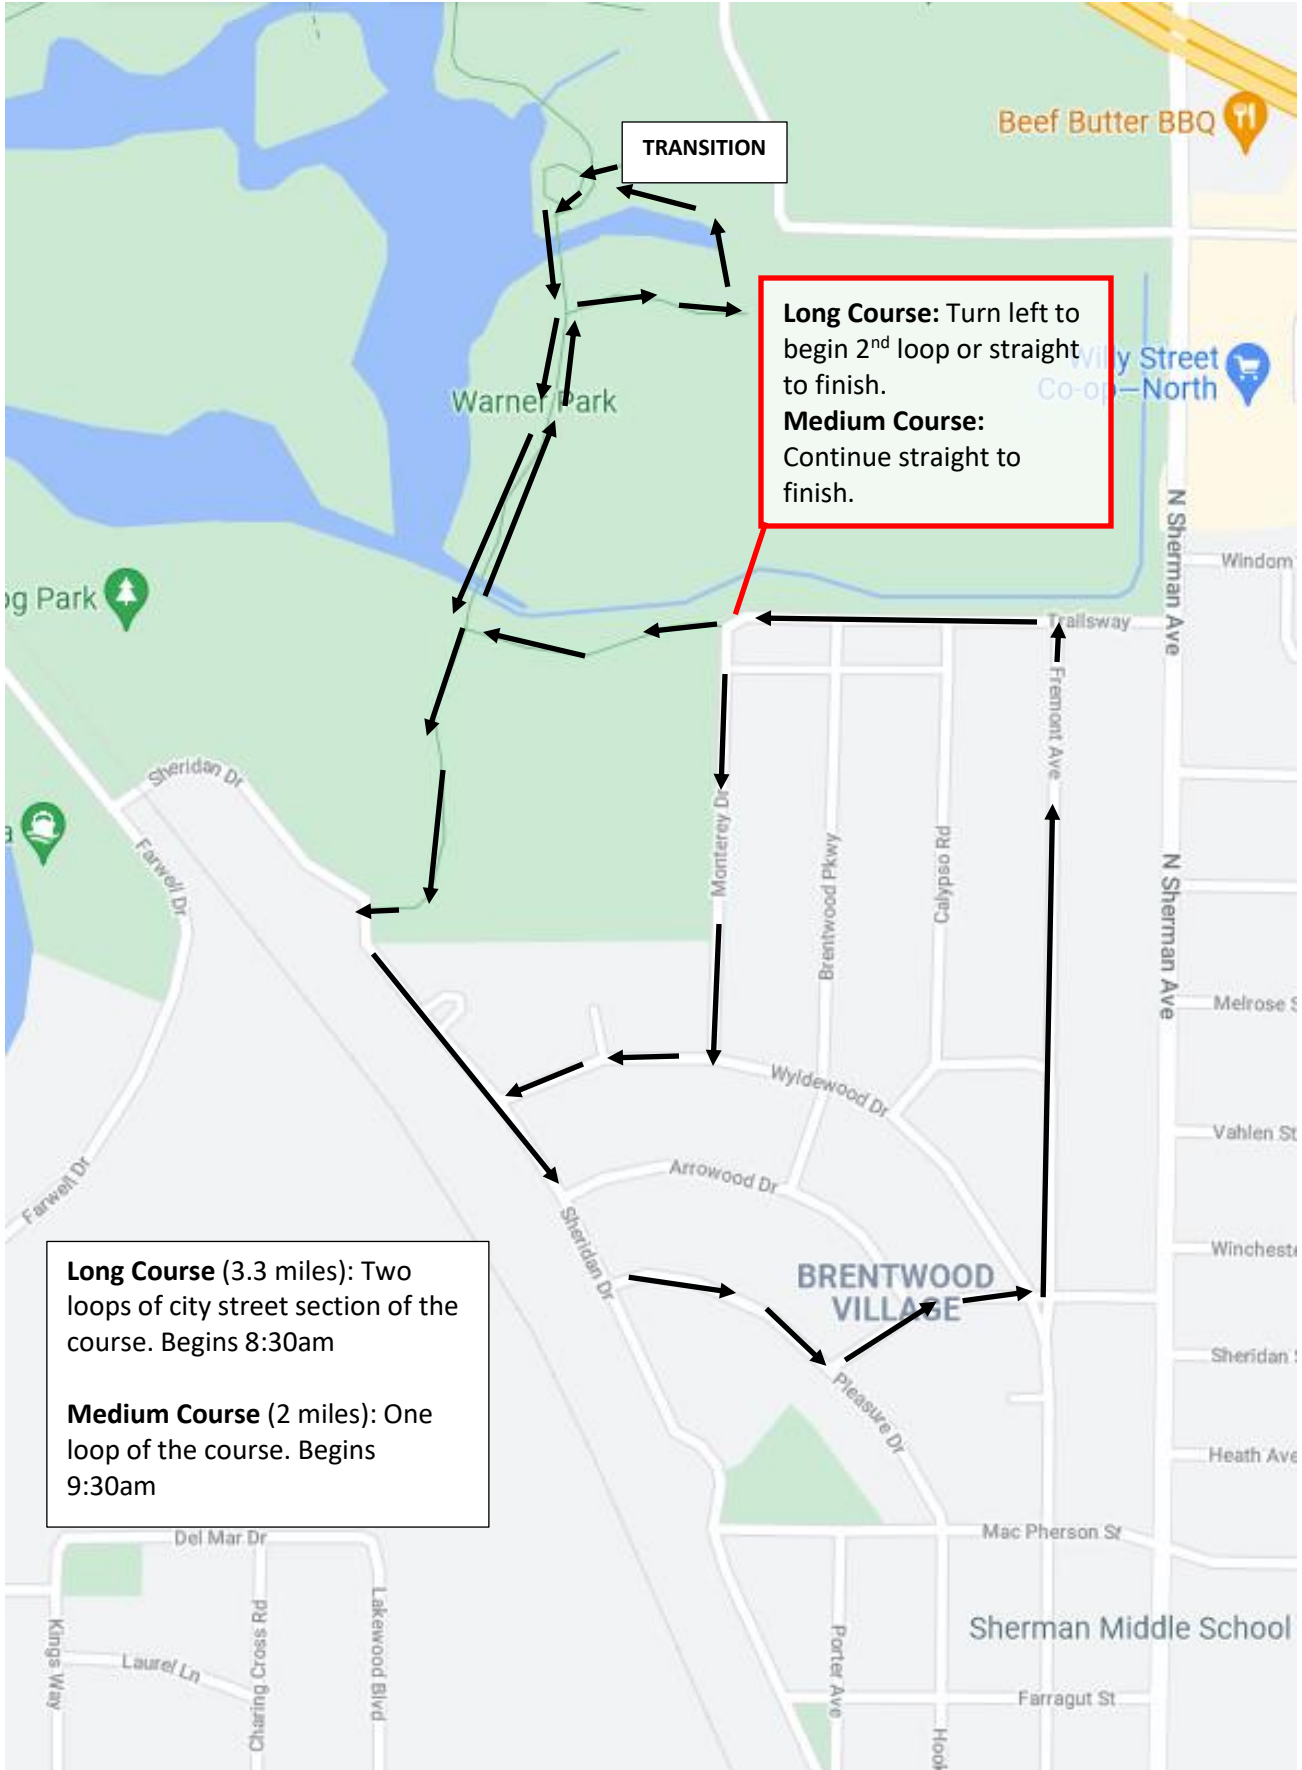 TRANSITION
Beef Butter BBQ
Long Course: Turn left to
begin 2nd loop or straight
to finish.
Medium Course:
Continue straight to
finish.
Willy Street
Co-op—North
Warner Park
N Sherman Ave
Windom
og Park
Trailsway
Fremont Ave
Sheridan Dr
a
Farwell Dr
Monterey Dr
Brentwood Pkwy
Calypso Rd
N Sherman Ave
Melrose S
Wyldewood Dr
Vahlen St
Arrowood Dr
Farwell Dr
Sheridan Dr
Wincheste
BRENTWOOD
VILLAGE
Long Course (3.3 miles): Two
loops of city street section of the
course. Begins 8:30am
Medium Course (2 miles): One
loop of the course. Begins
9:30am
Sheridan S
Pleasure Dr
Heath Ave
Mac Pherson St
Del Mar Dr
Kings Way
Laurel Ln
Charing Cross Rd
Lakewood Blvd
Porter Ave
Sherman Middle School
Farragut St
Hook